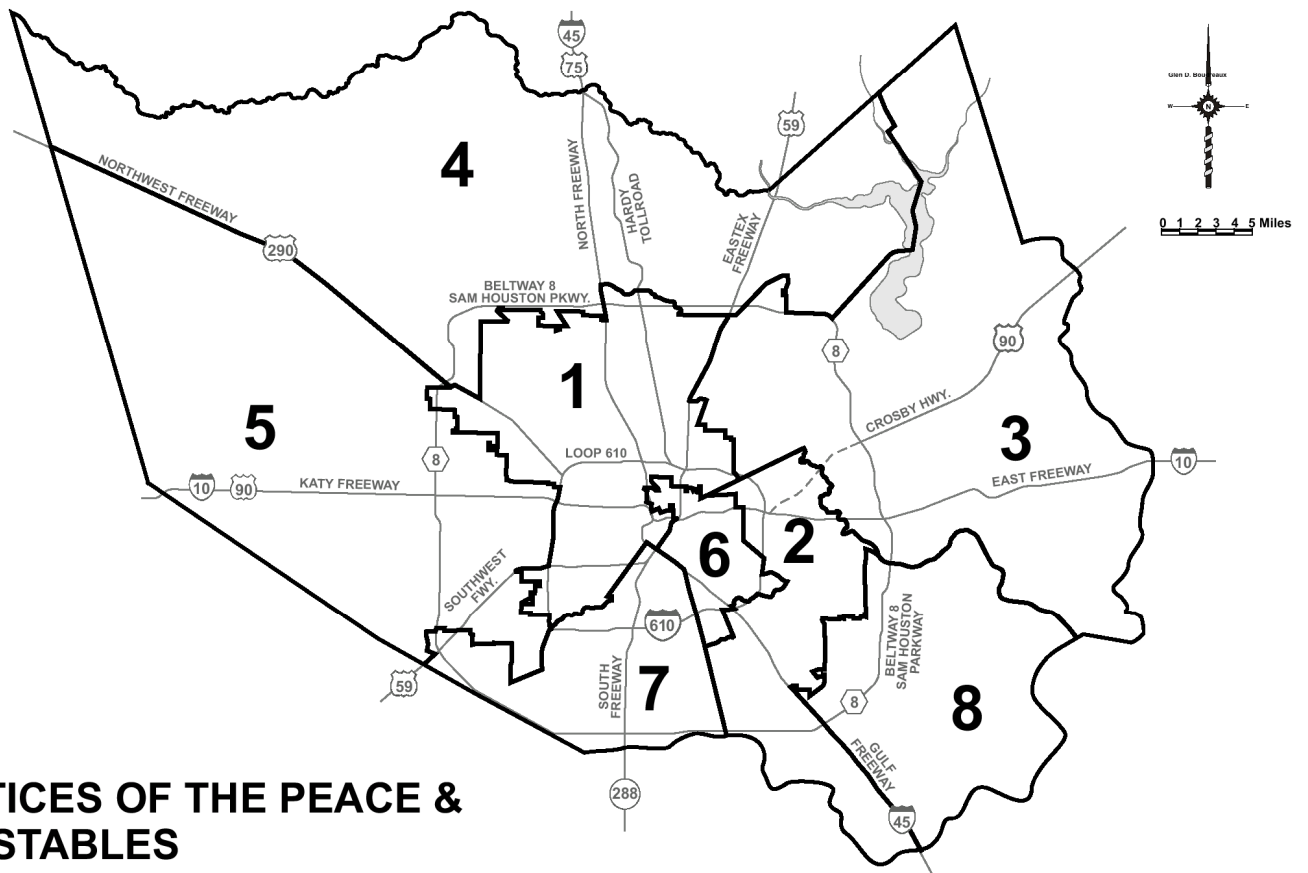 45
75
Glen D. Boudreaux
W
N
E
59
4
NORTHWEST FREEWAY
NORTH FREEWAY
HARDY
TOLLROAD
EASTEX
FREEWAY
0 1 2 3 4 5 Miles
290
BELTWAY 8
SAM HOUSTON PKWY.
90
8
1
5
CROSBY HWY.
3
LOOP 610
8
10
90
KATY FREEWAY
EAST FREEWAY
10
6
2
SOUTHWEST
FWY.
610
BELTWAY 8
SAM HOUSTON
PARKWAY
59
SOUTH
FREEWAY
7
8
8
GULF
FREEWAY
288
45
TICES OF THE PEACE &
STABLES